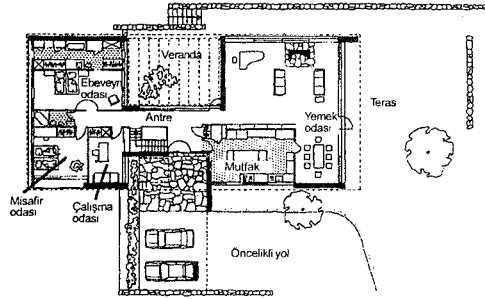 Veranda
Ebeveyn
odası
Teras
Antre
Yemek
odası
Mutfak
Misafir
odası
Çalışma
odası
Öncelikli yol